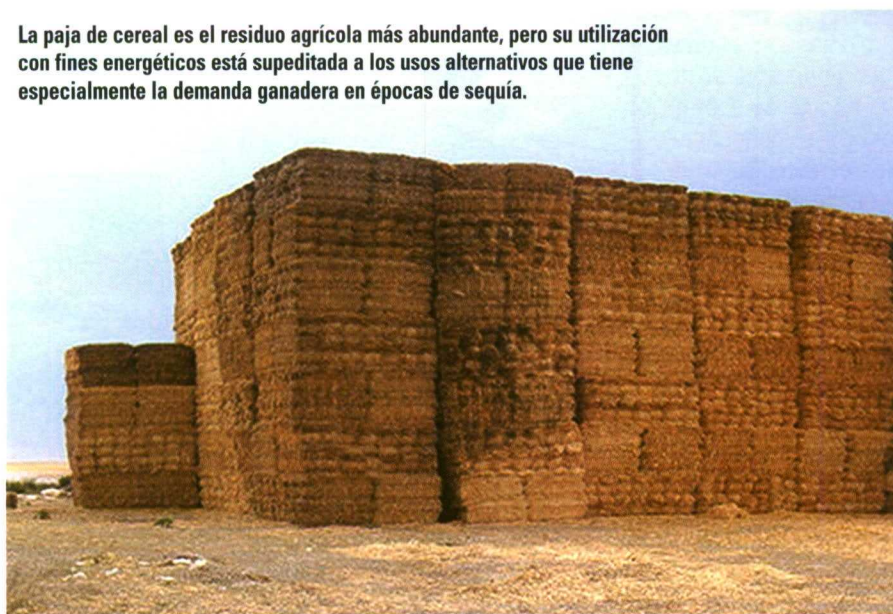 La paja de cereal es el residuo agrícola más abundante, pero su utilización
con fines energéticos está supeditada a los usos alternativos que tiene
especialmente la demanda ganadera en épocas de sequía.